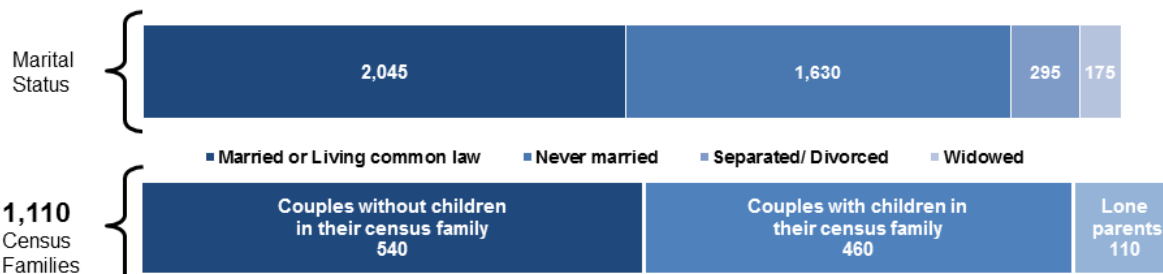 Marital
Status
2,045 1,630 295 175
Married or Living common law Never married Separated/ Divorced Widowed
1,110
Census
Families
Couples without children
in their census family
540
Couples with children in
their census family
460
Lone
parents
110